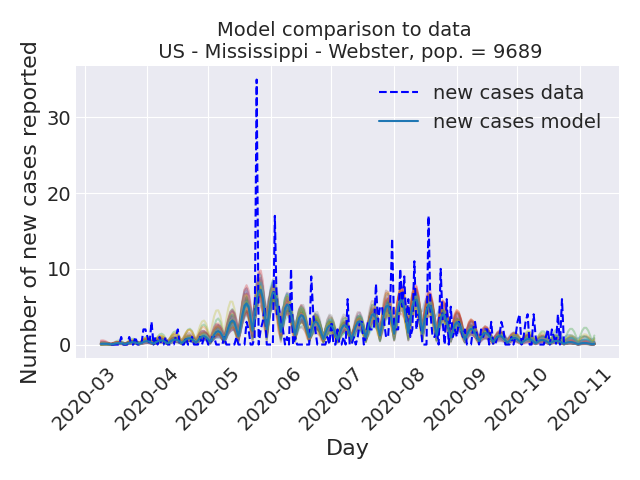 Model comparison to data
US - Mississippi - Webster, pop. = 9689
Number of new cases reported
new cases data
new cases model
30
20
10
0
2020-03
2020-04
2020-05
2020-06
2020-07
2020-08
2020-09
2020-10
2020-11
Day